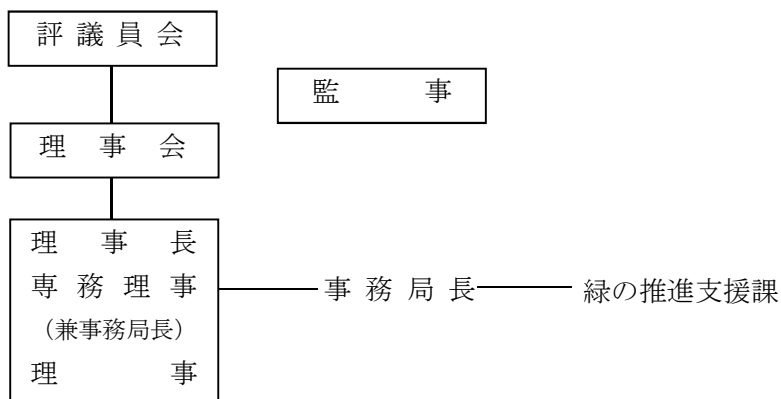 評議員会
監事
理事会
理事長
専務理事
(兼事務局長)
理事
事務局長
緑の推進支援課